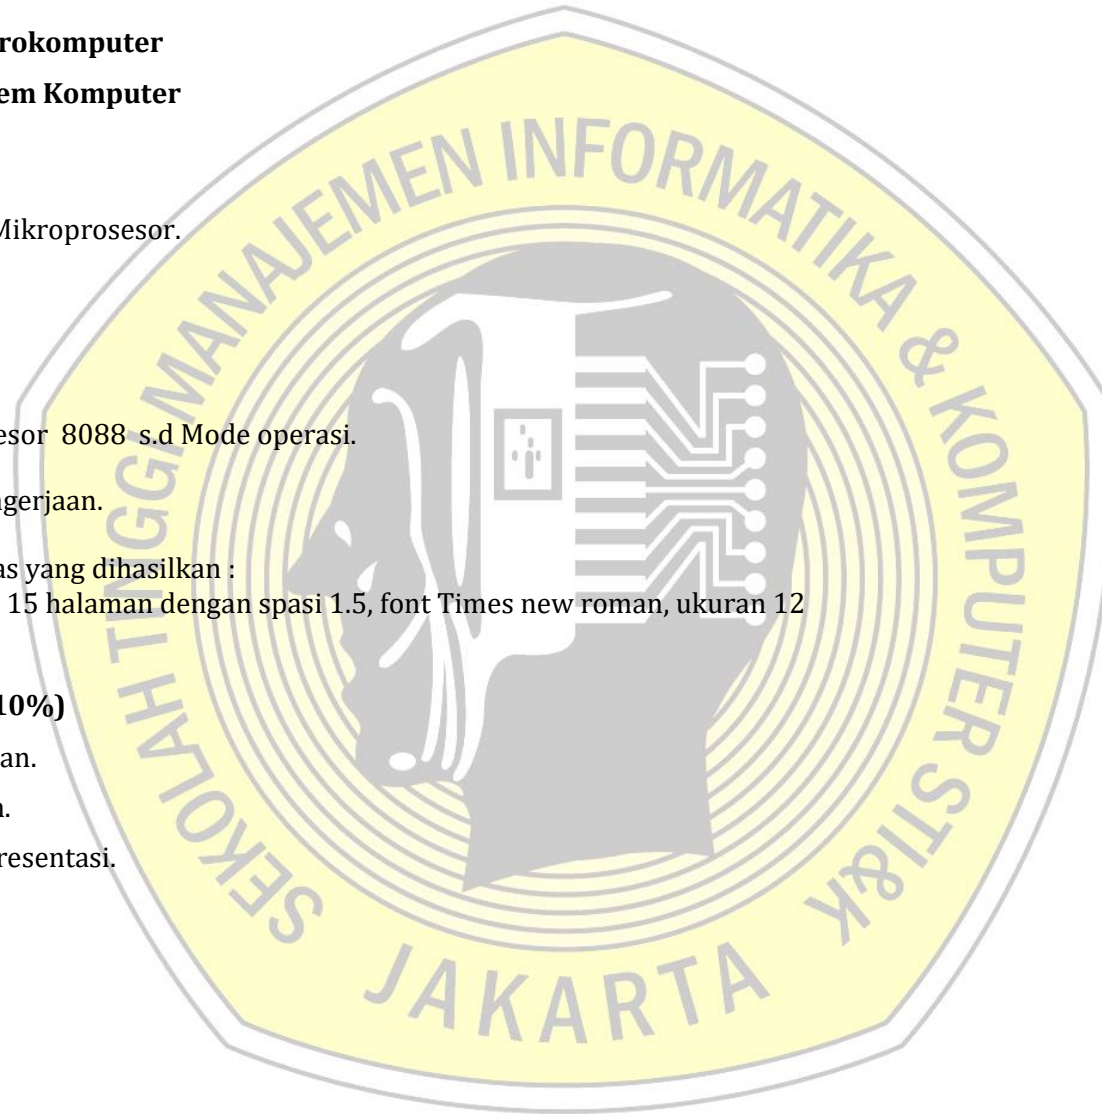 rokomputer
em Komputer
Mikroprosesor.
esor 8088 s.d Mode operasi.
ngerjaan.
as yang dihasilkan :
15 halaman dengan spasi 1.5, font Times new roman, ukuran 12
10%)
an.
n.
resentasi.
SEKOLAH TINGGI MANAJEMEN INFORMATIKA & KOMPUTER STI&K
JAKARTA